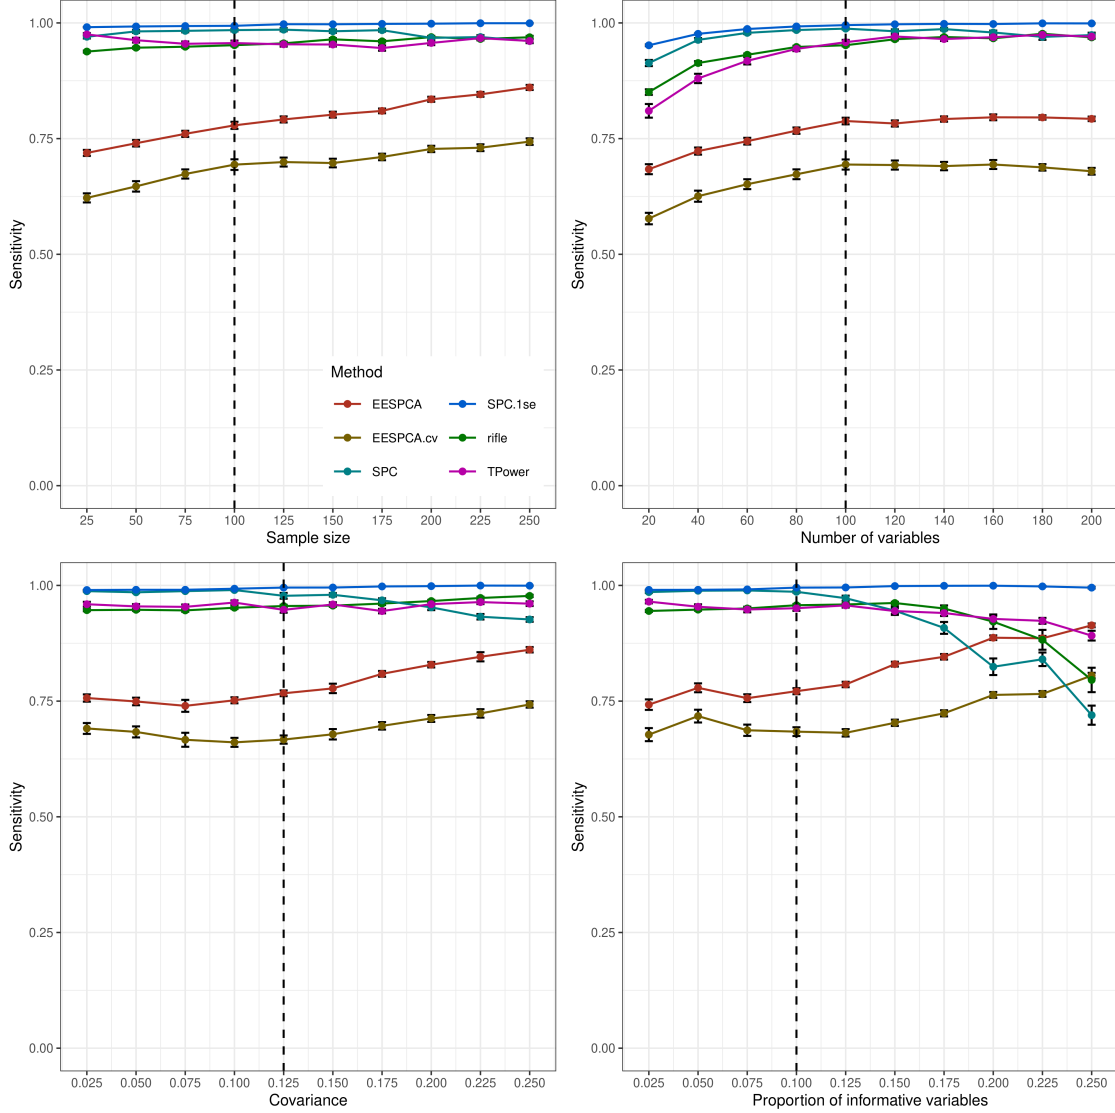 1.00
0.75
0.50
0.25
0.00
Sensitivity
Method
EESPCA
SPC.1se
EESPCA.cv
rifle
SPC
TPower
25 50 75 100 125 150 175 200 225 250
Sample size
1.00
0.75
0.50
0.25
0.00
Sensitivity
20 40 60 80 100 120 140 160 180 200
Number of variables
1.00
0.75
0.50
0.25
0.00
Sensitivity
0.025 0.050 0.075 0.100 0.125 0.150 0.175 0.200 0.225 0.250
Covariance
1.00
0.75
0.50
0.25
0.00
Sensitivity
0.025 0.050 0.075 0.100 0.125 0.150 0.175 0.200 0.225 0.250
Proportion of informative variables